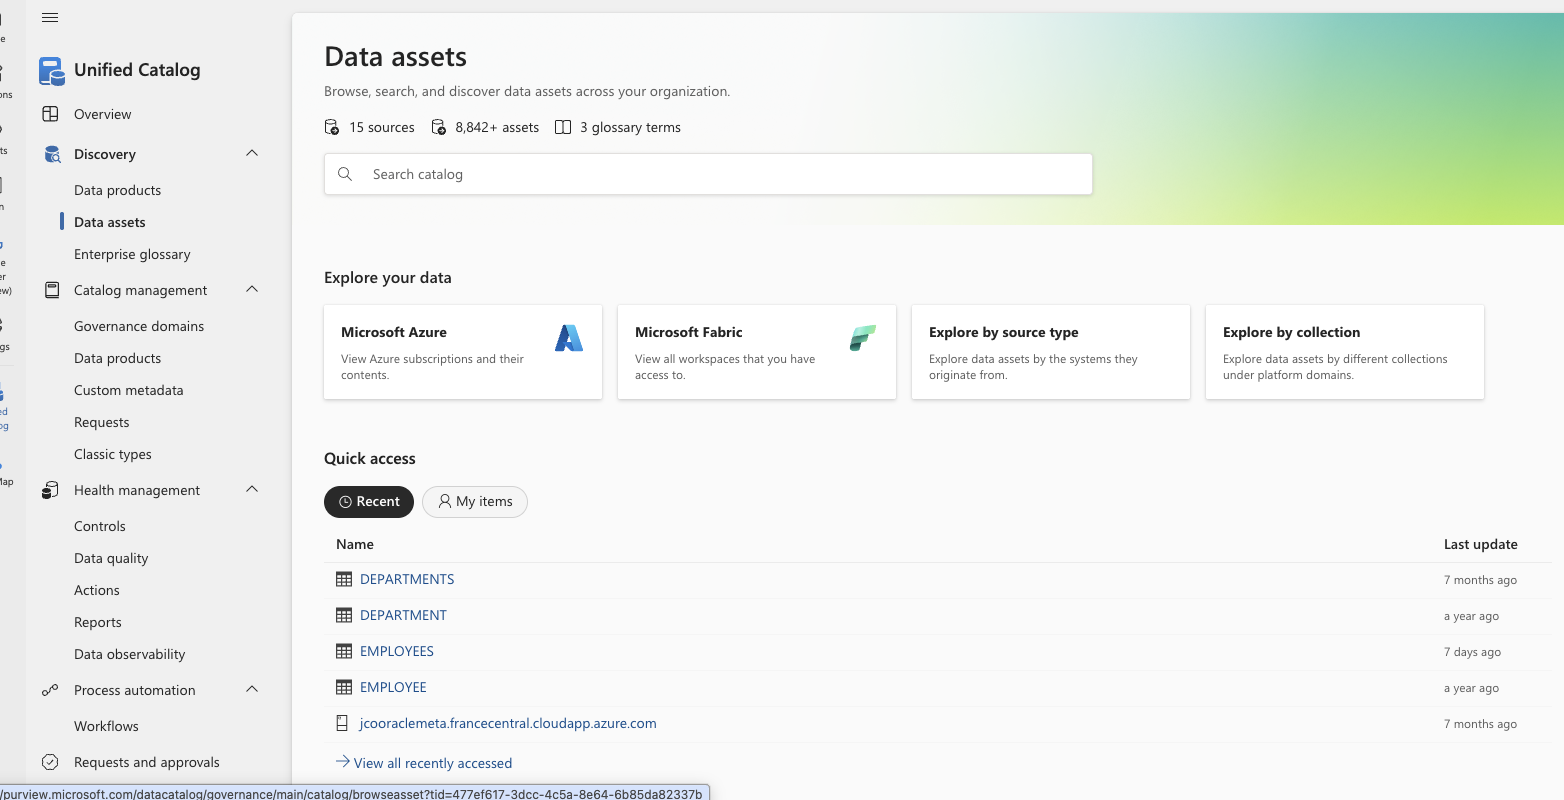 Unified Catalog
Overview
Discovery
Data products
Data assets
Enterprise glossary
Catalog management
Governance domains
Data products
Custom metadata
Requests
Classic types
Health management
Controls
Data quality
Actions
Reports
Data observability
Process automation
Workflows
Requests and approvals
Data assets
Browse, search, and discover data assets across your organization.
15 sources 8,842+ assets 3 glossary terms
Search catalog
Explore your data
Microsoft Azure
View Azure subscriptions and their
contents.
Microsoft Fabric
View all workspaces that you have
access to.
Explore by source type
Explore data assets by the systems they
originate from.
Explore by collection
Explore data assets by different collections
under platform domains.
Quick access
Recent My items
Name Last update
DEPARTMENTS 7 months ago
DEPARTMENT a year ago
EMPLOYEES 7 days ago
EMPLOYEE a year ago
jcooraclemeta.francecentral.cloudapp.azure.com 7 months ago
View all recently accessed
/purview.microsoft.com/datacatalog/governance/main/catalog/browseasset?tid=477ef617-3dcc-4c5a-8e64-6b85da82337b